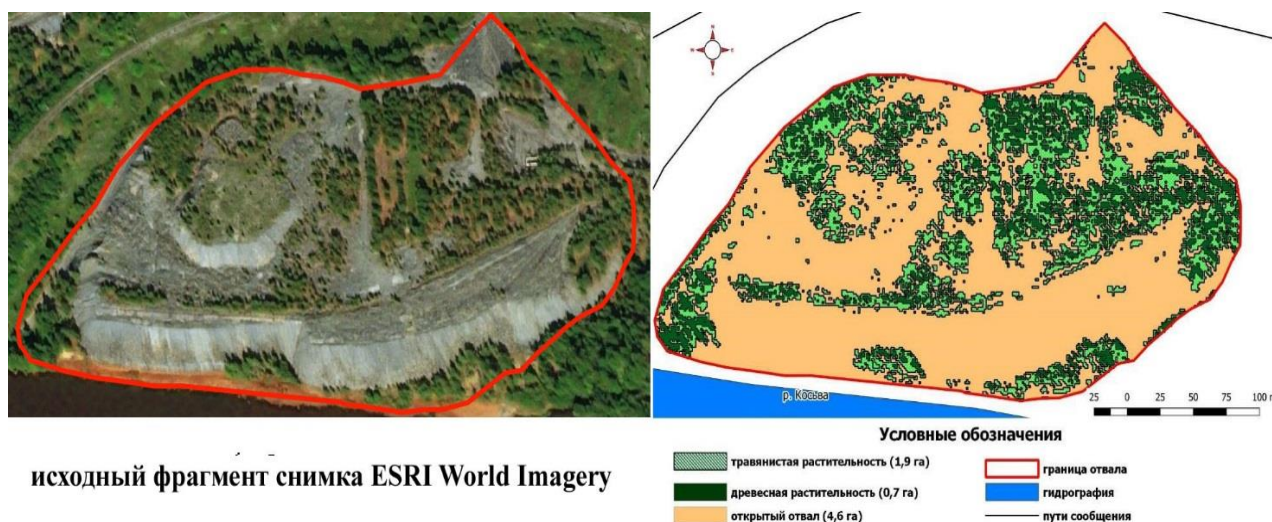 р. Косьва
25 0 25 50 75 100 m
исходный фрагмент снимка ESRI World Imagery
Условные обозначения
травянистая растительность (1,9 га)
древесная растительность (0,7 га)
открытый отвал (4,6 га)
граница отвала
гидрография
пути сообщения